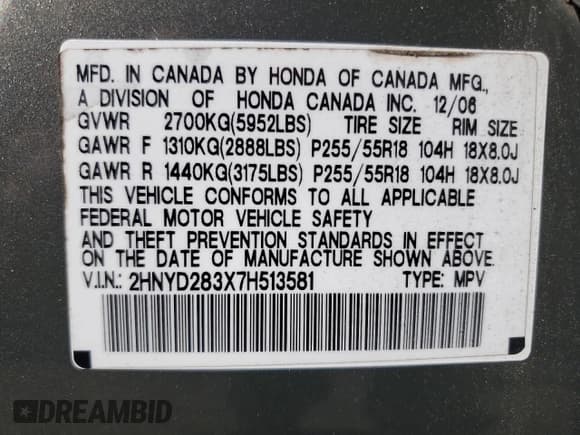 MFD. IN CANADA BY HONDA OF CANADA MFG.,
A DIVISION OF HONDA CANADA INC. 12/06
GVWR 2700KG(5952LBS) TIRE SIZE RIM SIZE
GAWR F 1310KG(2888LBS) P255/55R18 104H 18X8.0J
GAWR R 1440KG(3175LBS) P255/55R18 104H 18X8.0J
THIS VEHICLE CONFORMS TO ALL APPLICABLE
FEDERAL MOTOR VEHICLE SAFETY
AND THEFT PREVENTION STANDARDS IN EFFECT
ON THE DATE OF MANUFACTURE SHOWN ABOVE.
V.I.N.: 2HNYD283X7H513581 TYPE: MPV
DREAMBID